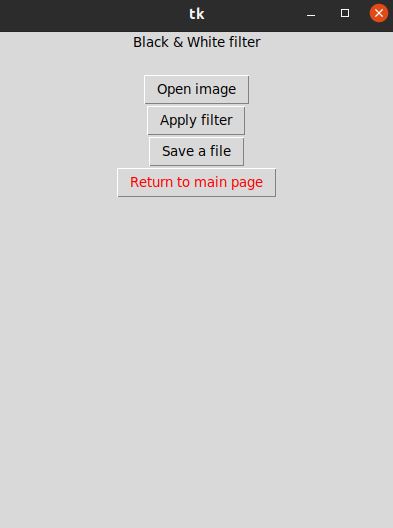 tk
Black & White filter
Open image
Apply filter
Save a file
Return to main page